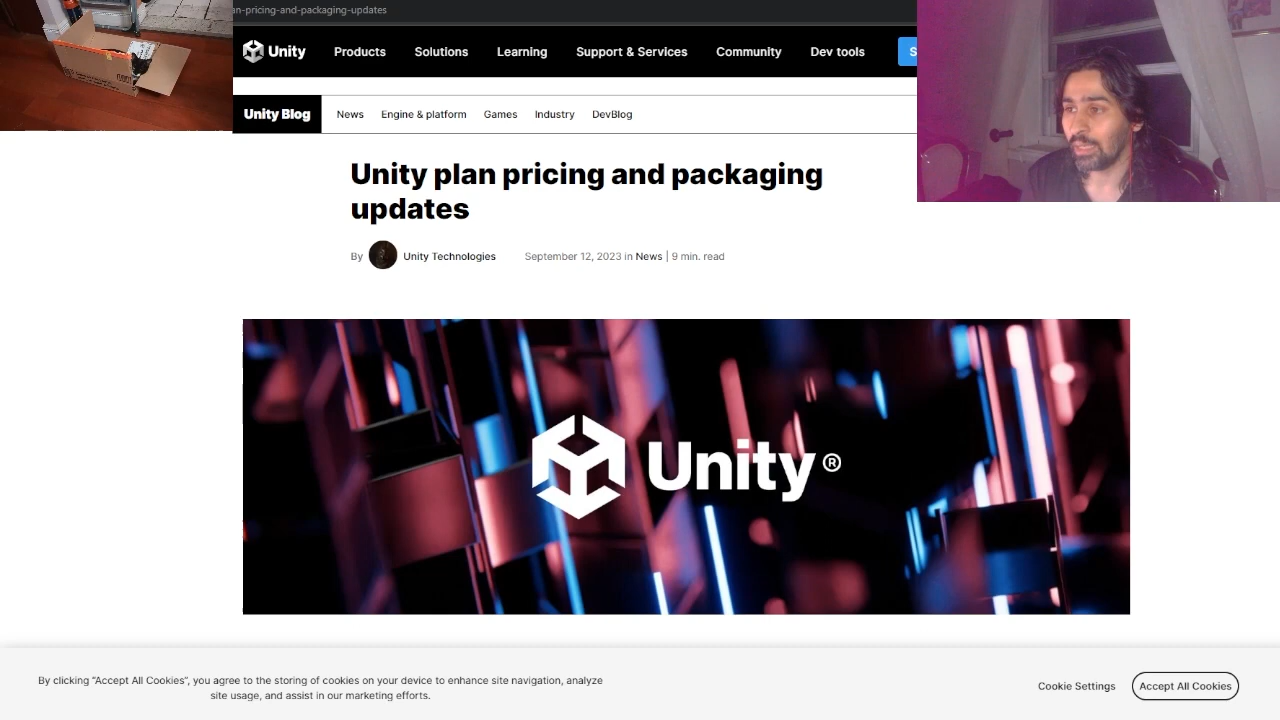 an-pricing-and-packaging-updates
Unity
Products
Solutions
Learning
Support & Services
Community
Dev tools
S
Unity Blog
News
Engine & platform
Games
Industry
DevBlog
Unity plan pricing and packaging
updates
By
Unity Technologies
September 12, 2023 in News | 9 min. read
Unity®
By clicking “Accept All Cookies”, you agree to the storing of cookies on your device to enhance site navigation, analyze
site usage, and assist in our marketing efforts.
Cookie Settings
Accept All Cookies